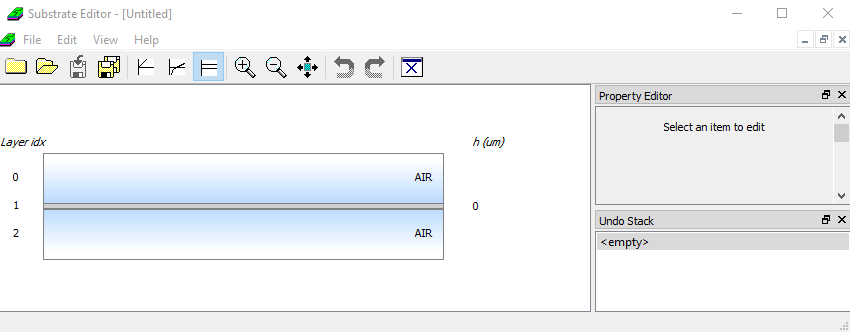 Substrate Editor - [Untitled]
File Edit View Help
Property Editor
Select an item to edit
Layer idx h (um)
0 AIR
1 0
2 AIR
Undo Stack
<empty>